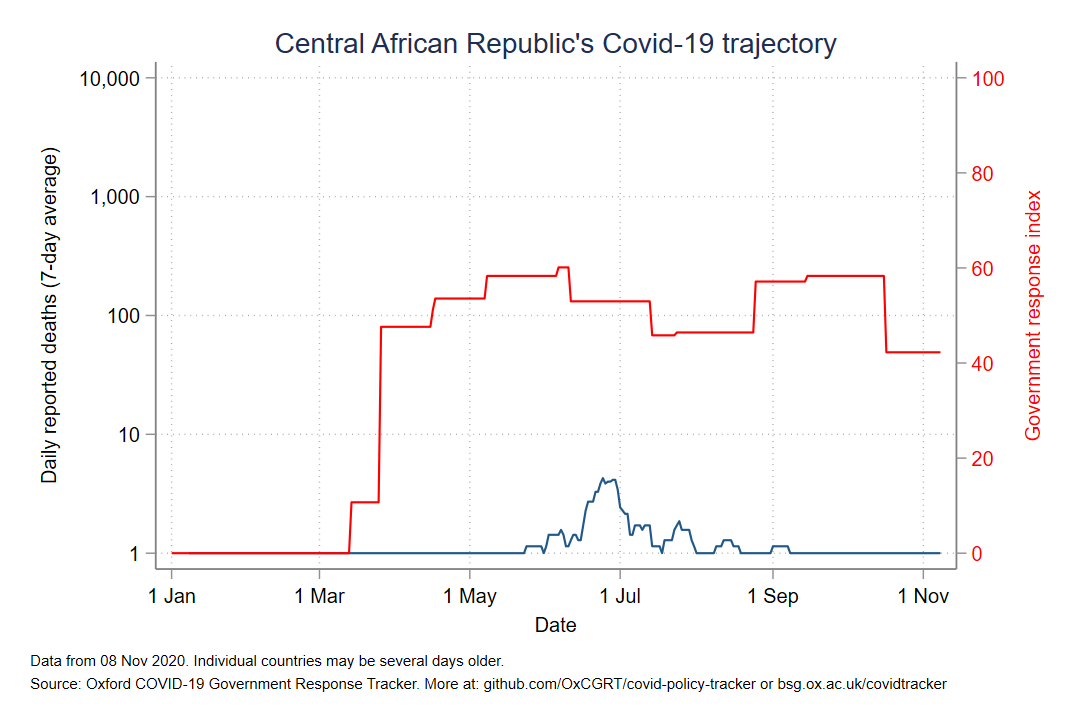 Central African Republic's Covid-19 trajectory
10,000
1,000
100
10
1
Daily reported deaths (7-day average)
100
80
60
40
20
0
Government response index
1 Jan
1 Mar
1 May
1 Jul
1 Sep
1 Nov
Date
Data from 08 Nov 2020. Individual countries may be several days older.
Source: Oxford COVID-19 Government Response Tracker. More at: github.com/OxCGRT/covid-policy-tracker or bsg.ox.ac.uk/covidtracker